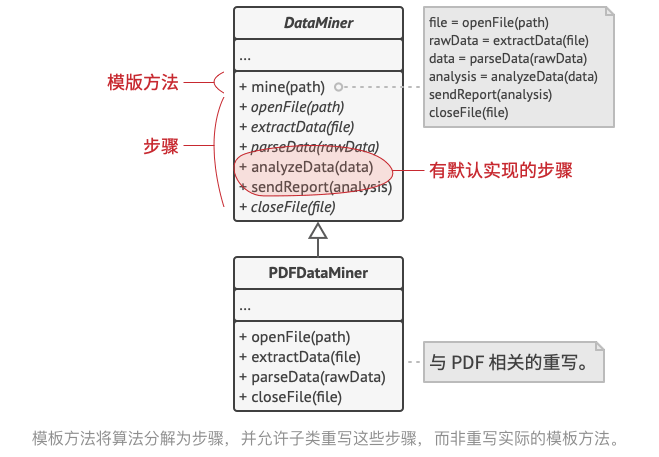 DataMiner
...
+ mine(path)
+ openFile(path)
+ extractData(file)
+ parseData(rawData)
+ analyzeData(data)
+ sendReport(analysis)
+ closeFile(file)
file = openFile(path)
rawData = extractData(file)
data = parseData(rawData)
analysis = analyzeData(data)
sendReport(analysis)
closeFile(file)
模版方法
步骤
有默认实现的步骤
PDFDataMiner
...
+ openFile(path)
+ extractData(file)
+ parseData(rawData)
+ closeFile(file)
与 PDF 相关的重写。
模板方法将算法分解为步骤，并允许子类重写这些步骤，而非重写实际的模板方法。